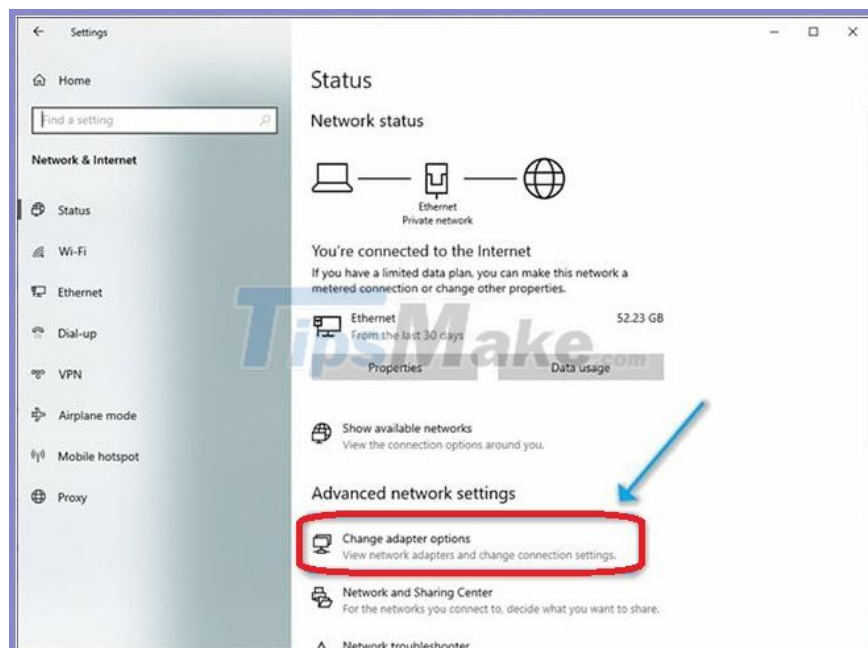 Settings
Home
Find a setting
Network & Internet
Status
Wi-Fi
Ethernet
Dial-up
VPN
Airplane mode
Mobile hotspot
Proxy
Status
Network status
Ethernet
Private network
You're connected to the Internet
If you have a limited data plan, you can make this network a
metered connection or change other properties.
Ethernet
52.23 GB
From the last 30 days
Properties
Data usage
TipsMake.com
Show available networks
View the connection options around you.
Advanced network settings
Change adapter options
View network adapters and change connection settings.
Network and Sharing Center
For the networks you connect to, decide what you want to share.
Network troubleshooter